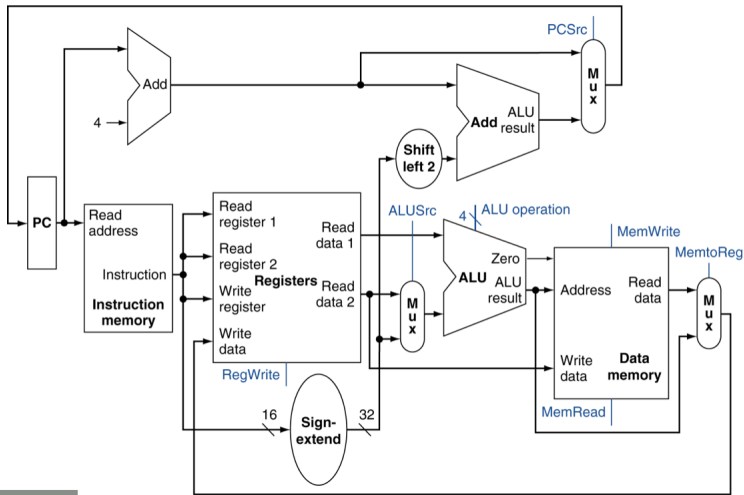 PCSrc
M
u
x
Add
4
Add
ALU
result
Shift
left 2
PC
Read
address
Instruction
Instruction
memory
Read
register 1
Read
register 2
Write
register
Write
data
Registers
Read
data 1
Read
data 2
RegWrite
16
Sign-
extend
32
ALUSrc
M
u
x
4
ALU operation
Zero
ALU
ALU
result
MemWrite
Address
Read
data
Write
data
Data
memory
MemRead
MemtoReg
M
u
x